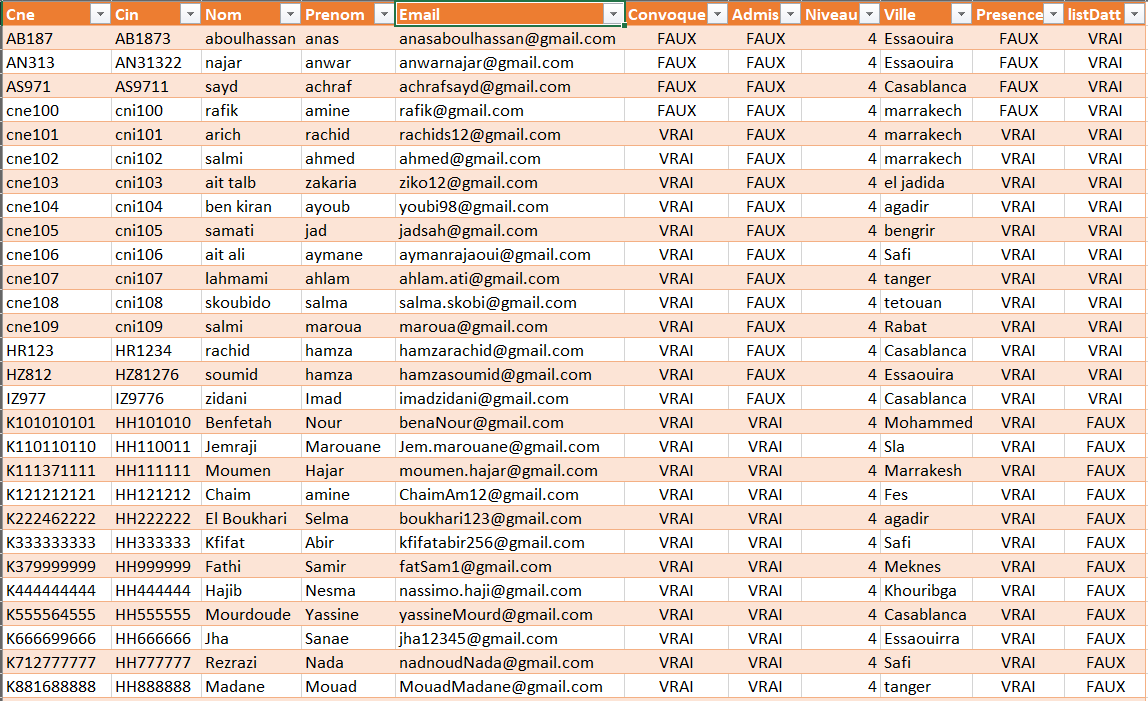 Cne Cin Nom Prenom Email Convoque Admis Niveau Ville Presence listDatt
AB187 AB1873 aboulhassan anas anasaboulhassan@gmail.com FAUX FAUX 4 Essaouira FAUX VRAI
AN313 AN31322 najar anwar anwarnajar@gmail.com FAUX FAUX 4 Essaouira FAUX VRAI
AS971 AS9711 sayd achraf achrafsayd@gmail.com FAUX FAUX 4 Casablanca FAUX VRAI
cne100 cni100 rafik amine rafik@gmail.com FAUX FAUX 4 marrakech FAUX VRAI
cne101 cni101 arich rachid rachids12@gmail.com VRAI FAUX 4 marrakech VRAI VRAI
cne102 cni102 salmi ahmed ahmed@gmail.com VRAI FAUX 4 marrakech VRAI VRAI
cne103 cni103 ait talb zakaria ziko12@gmail.com VRAI FAUX 4 el jadida VRAI VRAI
cne104 cni104 ben kiran ayoub youbi98@gmail.com VRAI FAUX 4 agadir VRAI VRAI
cne105 cni105 samati jad jadsah@gmail.com VRAI FAUX 4 bengrir VRAI VRAI
cne106 cni106 ait ali aymane aymanrajaoui@gmail.com VRAI FAUX 4 Safi VRAI VRAI
cne107 cni107 lahmami ahlam ahlam.ati@gmail.com VRAI FAUX 4 tanger VRAI VRAI
cne108 cni108 skoubido salma salma.skobi@gmail.com VRAI FAUX 4 tetouan VRAI VRAI
cne109 cni109 salmi maroua maroua@gmail.com VRAI FAUX 4 Rabat VRAI VRAI
HR123 HR1234 rachid hamza hamzarachid@gmail.com VRAI FAUX 4 Casablanca VRAI VRAI
HZ812 HZ81276 soumid hamza hamzasoumid@gmail.com VRAI FAUX 4 Essaouira VRAI VRAI
IZ977 IZ9776 zidani Imad imadzidani@gmail.com VRAI FAUX 4 Casablanca VRAI VRAI
K101010101 HH101010 Benfetah Nour benaNour@gmail.com VRAI VRAI 4 Mohammed VRAI FAUX
K110110110 HH110011 Jemraji Marouane Jem.marouane@gmail.com VRAI VRAI 4 Sla VRAI FAUX
K111371111 HH111111 Moumen Hajar moumen.hajar@gmail.com VRAI VRAI 4 Marrakesh VRAI FAUX
K121212121 HH121212 Chaim amine ChaimAm12@gmail.com VRAI VRAI 4 Fes VRAI FAUX
K222462222 HH222222 El Boukhari Selma boukhari123@gmail.com VRAI VRAI 4 agadir VRAI FAUX
K333333333 HH333333 Kfifat Abir kfifatabir256@gmail.com VRAI VRAI 4 Safi VRAI FAUX
K379999999 HH999999 Fathi Samir fatSam1@gmail.com VRAI VRAI 4 Meknes VRAI FAUX
K444444444 HH444444 Hajib Nesma nassimo.haji@gmail.com VRAI VRAI 4 Khouribga VRAI FAUX
K555564555 HH555555 Mourdoude Yassine yassineMourd@gmail.com VRAI VRAI 4 Casablanca VRAI FAUX
K666699666 HH666666 Jha Sanae jha12345@gmail.com VRAI VRAI 4 Essaouirra VRAI FAUX
K712777777 HH777777 Rezrazi Nada nadnoudNada@gmail.com VRAI VRAI 4 Safi VRAI FAUX
K881688888 HH888888 Madane Mouad MouadMadane@gmail.com VRAI VRAI 4 tanger VRAI FAUX